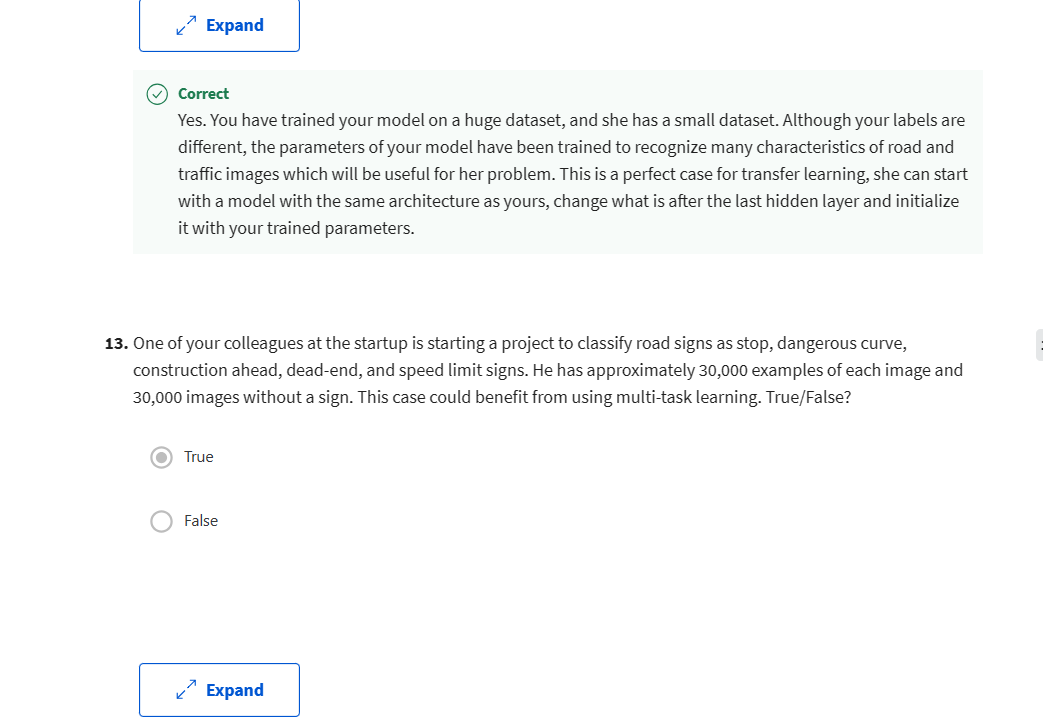 Expand
Correct
Yes. You have trained your model on a huge dataset, and she has a small dataset. Although your labels are
different, the parameters of your model have been trained to recognize many characteristics of road and
traffic images which will be useful for her problem. This is a perfect case for transfer learning, she can start
with a model with the same architecture as yours, change what is after the last hidden layer and initialize
it with your trained parameters.
13. One of your colleagues at the startup is starting a project to classify road signs as stop, dangerous curve,
construction ahead, dead-end, and speed limit signs. He has approximately 30,000 examples of each image and
30,000 images without a sign. This case could benefit from using multi-task learning. True/False?
True
False
Expand